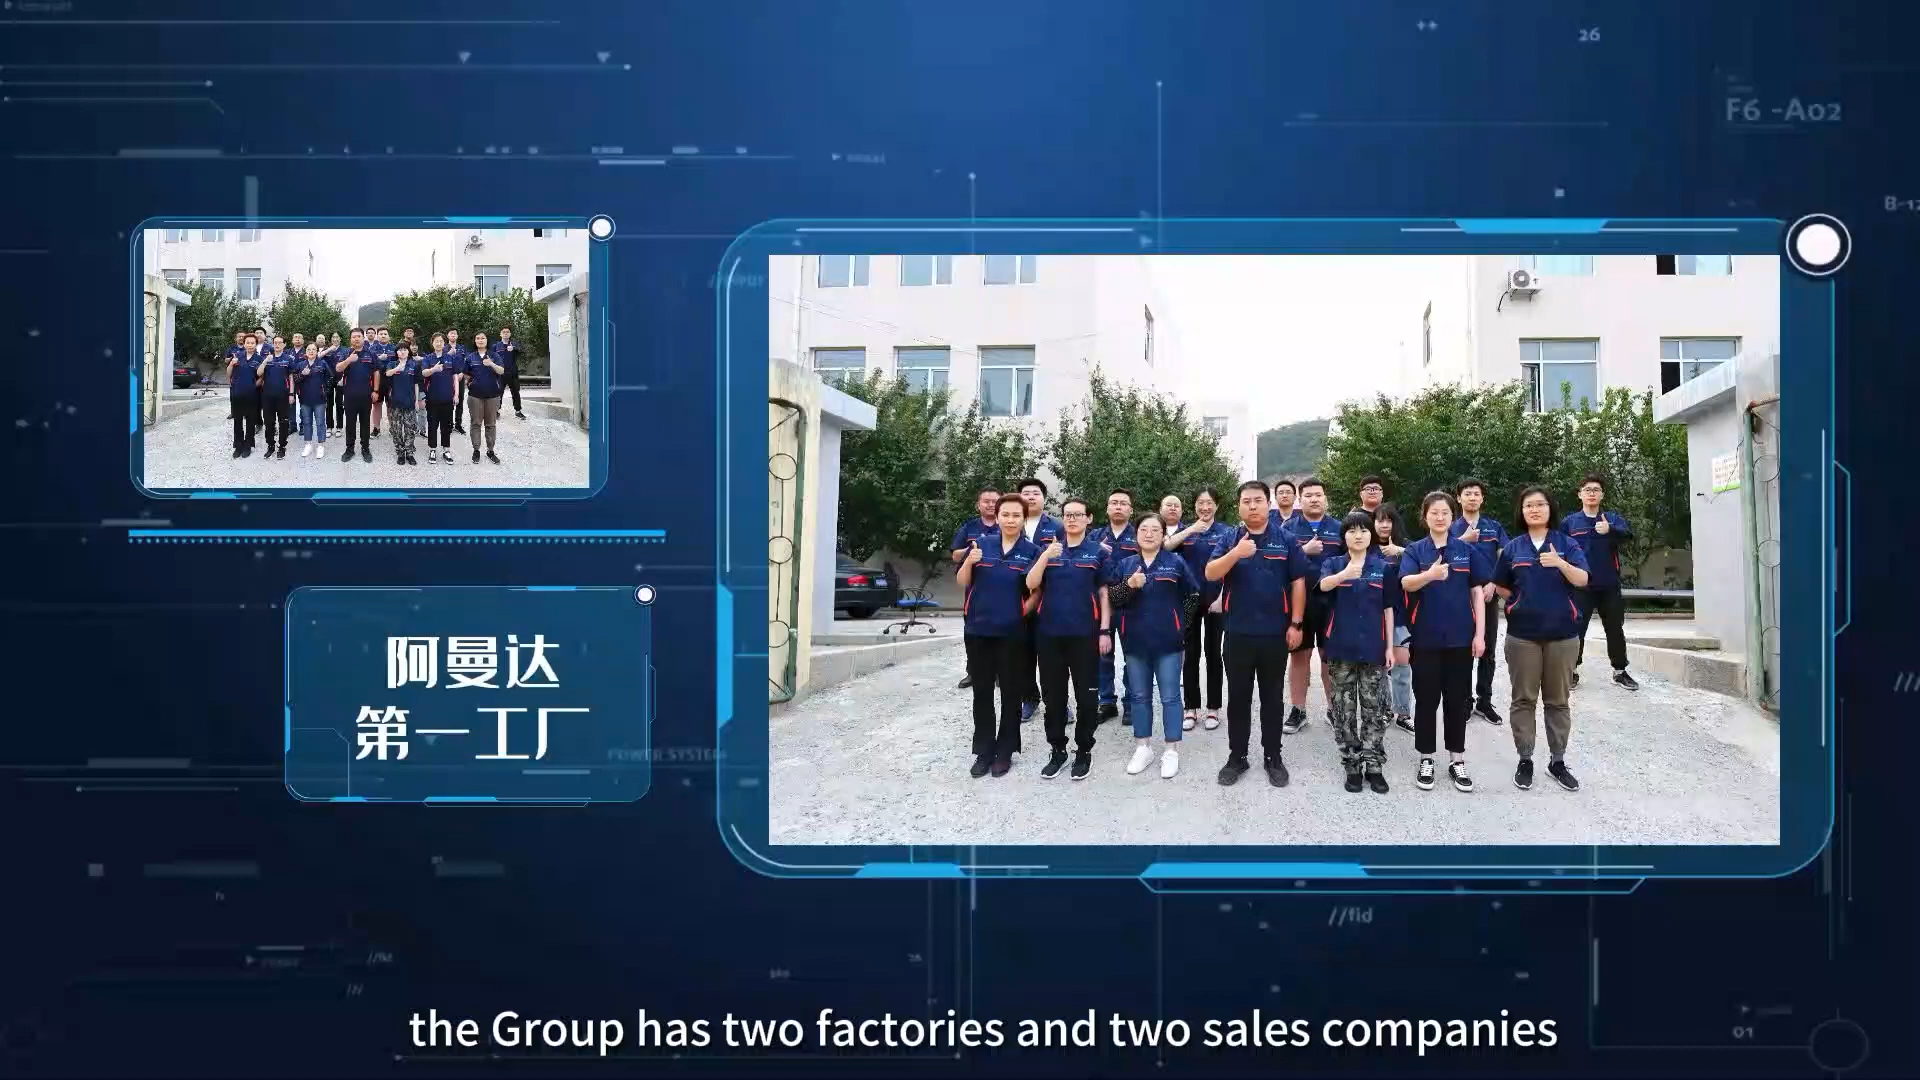 26
F6 -A02
阿曼达
第一工厂
POWER SYSTEM
//fid
01
the Group has two factories and two sales companies